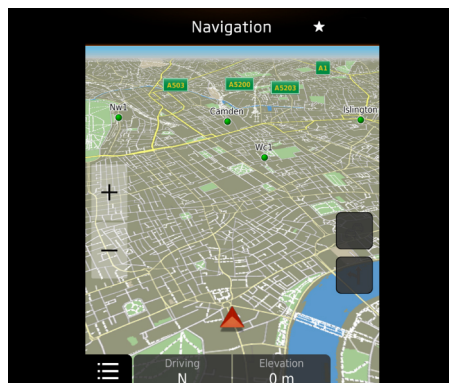 Navigation
A1
A503
A5200
A5203
Nw1
Camden
Islington
Wc1
+
−
Driving
Elevation
N
0 m